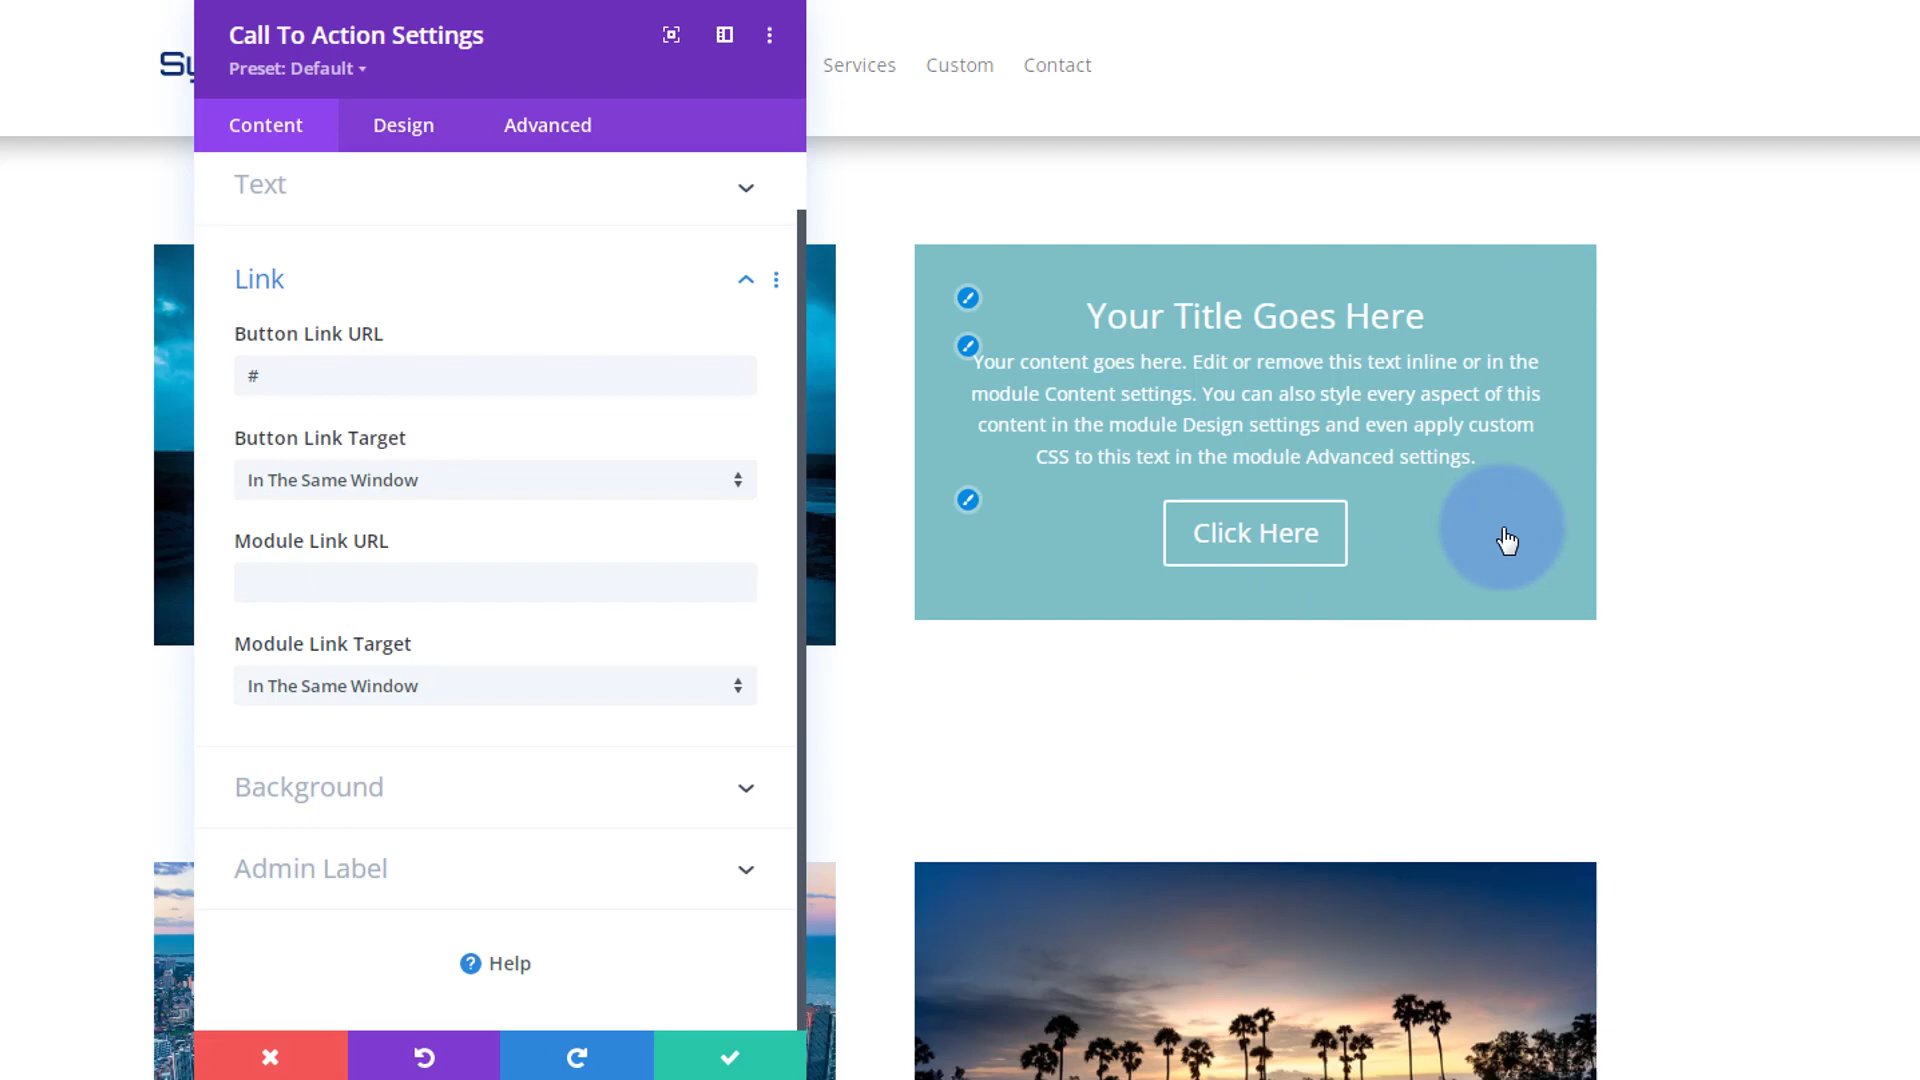 Call To Action Settings
Preset: Default
Services Custom Contact
Content Design Advanced
Text
Link
Button Link URL
#
Button Link Target
In The Same Window
Module Link URL
Module Link Target
In The Same Window
Background
Admin Label
Help
Your Title Goes Here
Your content goes here. Edit or remove this text inline or in the
module Content settings. You can also style every aspect of this
content in the module Design settings and even apply custom
CSS to this text in the module Advanced settings.
Click Here